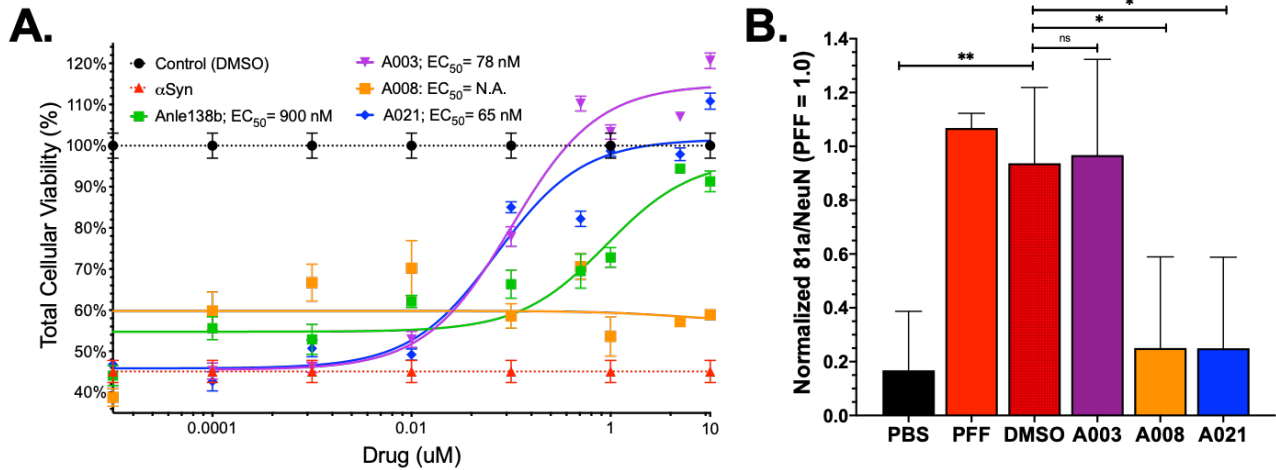 A.
120%
110%
100%
90%
80%
70%
60%
50%
40%
Total Cellular Viability (%)
Control (DMSO)
αSyn
Anle138b; EC50= 900 nM
A003; EC50= 78 nM
A008: EC50= N.A.
A021; EC50= 65 nM
0.0001
0.01
1
10
Drug (uM)
B.
*
*
ns
**
1.4
1.2
1.0
0.8
0.6
0.4
0.2
0.0
Normalized 81a/NeuN (PFF = 1.0)
PBS PFF DMSO A003 A008 A021